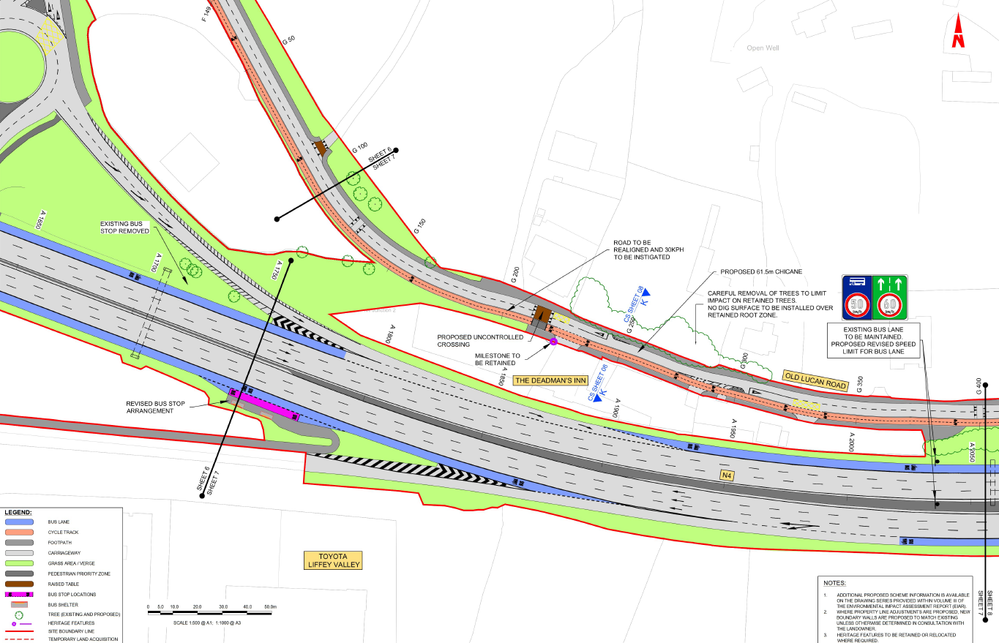 F 149
G 50
G 100
SHEET 6
SHEET 7
G 150
Open Well
N
A 1650
EXISTING BUS
STOP REMOVED
A 1700
A 1750
G 200
ROAD TO BE
REALIGNED AND 30KPH
TO BE INSTIGATED
PROPOSED 61.5m CHICANE
CAREFUL REMOVAL OF TREES TO LIMIT
IMPACT ON RETAINED TREES.
NO DIG SURFACE TO BE INSTALLED OVER
RETAINED ROOT ZONE.
CS SHEET 08
K
G 250
50
km/h
60
km/h
EXISTING BUS LANE
TO BE MAINTAINED.
PROPOSED REVISED SPEED
LIMIT FOR BUS LANE
Junction 2
A 1800
PROPOSED UNCONTROLLED
CROSSING
MILESTONE TO
BE RETAINED
A 1850
THE DEADMAN'S INN
CS SHEET 08
K
G 300
OLD LUCAN ROAD
G 350
G 400
REVISED BUS STOP
ARRANGEMENT
A 1900
A 1950
A 2000
A 2050
N4
SHEET 6
SHEET 7
TOYOTA
LIFFEY VALLEY
LEGEND:
BUS LANE
CYCLE TRACK
FOOTPATH
CARRIAGEWAY
GRASS AREA / VERGE
PEDESTRIAN PRIORITY ZONE
RAISED TABLE
BUS STOP LOCATIONS
BUS SHELTER
TREE (EXISTING AND PROPOSED)
HERITAGE FEATURES
SITE BOUNDARY LINE
TEMPORARY LAND ACQUISITION
0 5.0 10.0 20.0 30.0 40.0 50.0m
SCALE 1:500 @ A1; 1:1000 @ A3
NOTES:
1. ADDITIONAL PROPOSED SCHEME INFORMATION IS AVAILABLE
ON THE DRAWING SERIES PROVIDED WITHIN VOLUME III OF
THE ENVIRONMENTAL IMPACT ASSESSMENT REPORT (EIAR).
2. WHERE PROPERTY LINE ADJUSTMENTS ARE PROPOSED, NEW
BOUNDARY WALLS ARE PROPOSED TO MATCH EXISTING
UNLESS OTHERWISE DETERMINED IN CONSULTATION WITH
THE LANDOWNER.
3. HERITAGE FEATURES TO BE RETAINED OR RELOCATED
WHERE REQUIRED.
SHEET 8
SHEET 7